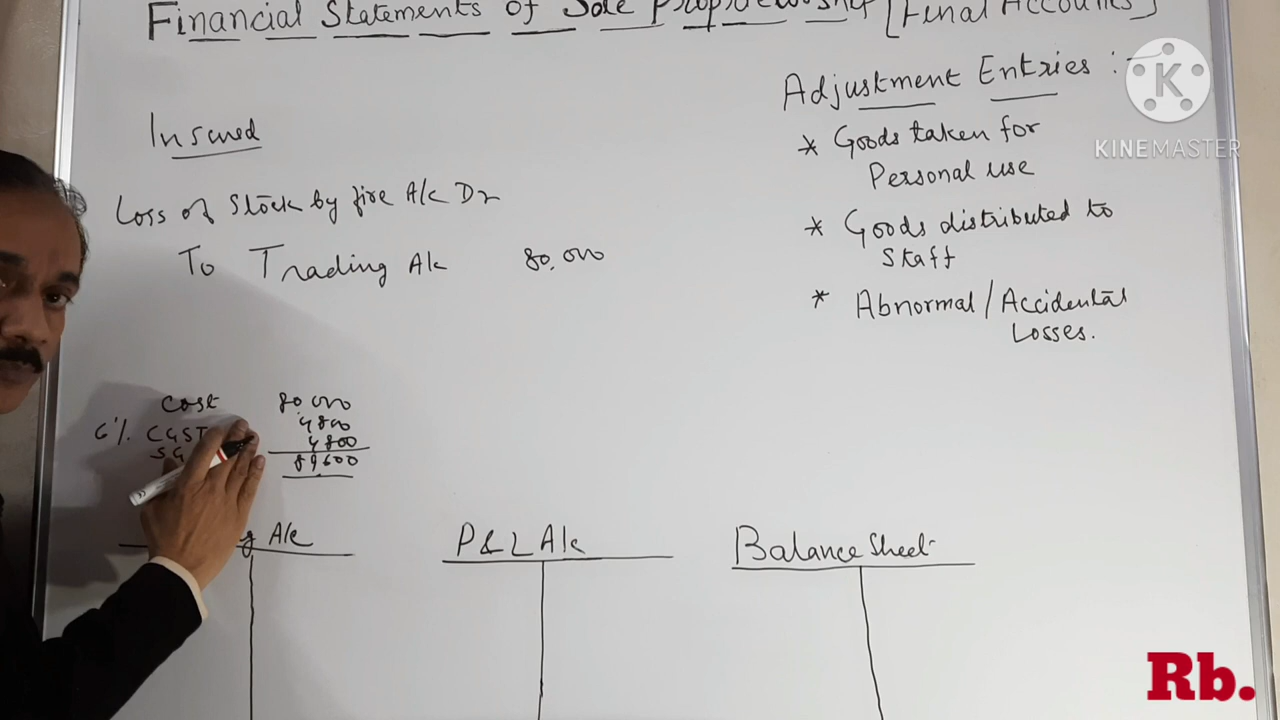 Financial Statements of Sole Proprietorship [Final Accounts]
Insured
Loss of Stock by fire A/c Dr
To Trading A/c 80,000
Adjustment Entries :-
* Goods taken for
Personal use
* Goods distributed to
Staff
* Abnormal / Accidental
Losses.
Cost 80,000
6% CGST 4800
SG 4800
89600
A/c
P & L A/c
Balance Sheet
K
KINEMASTER
Rb.